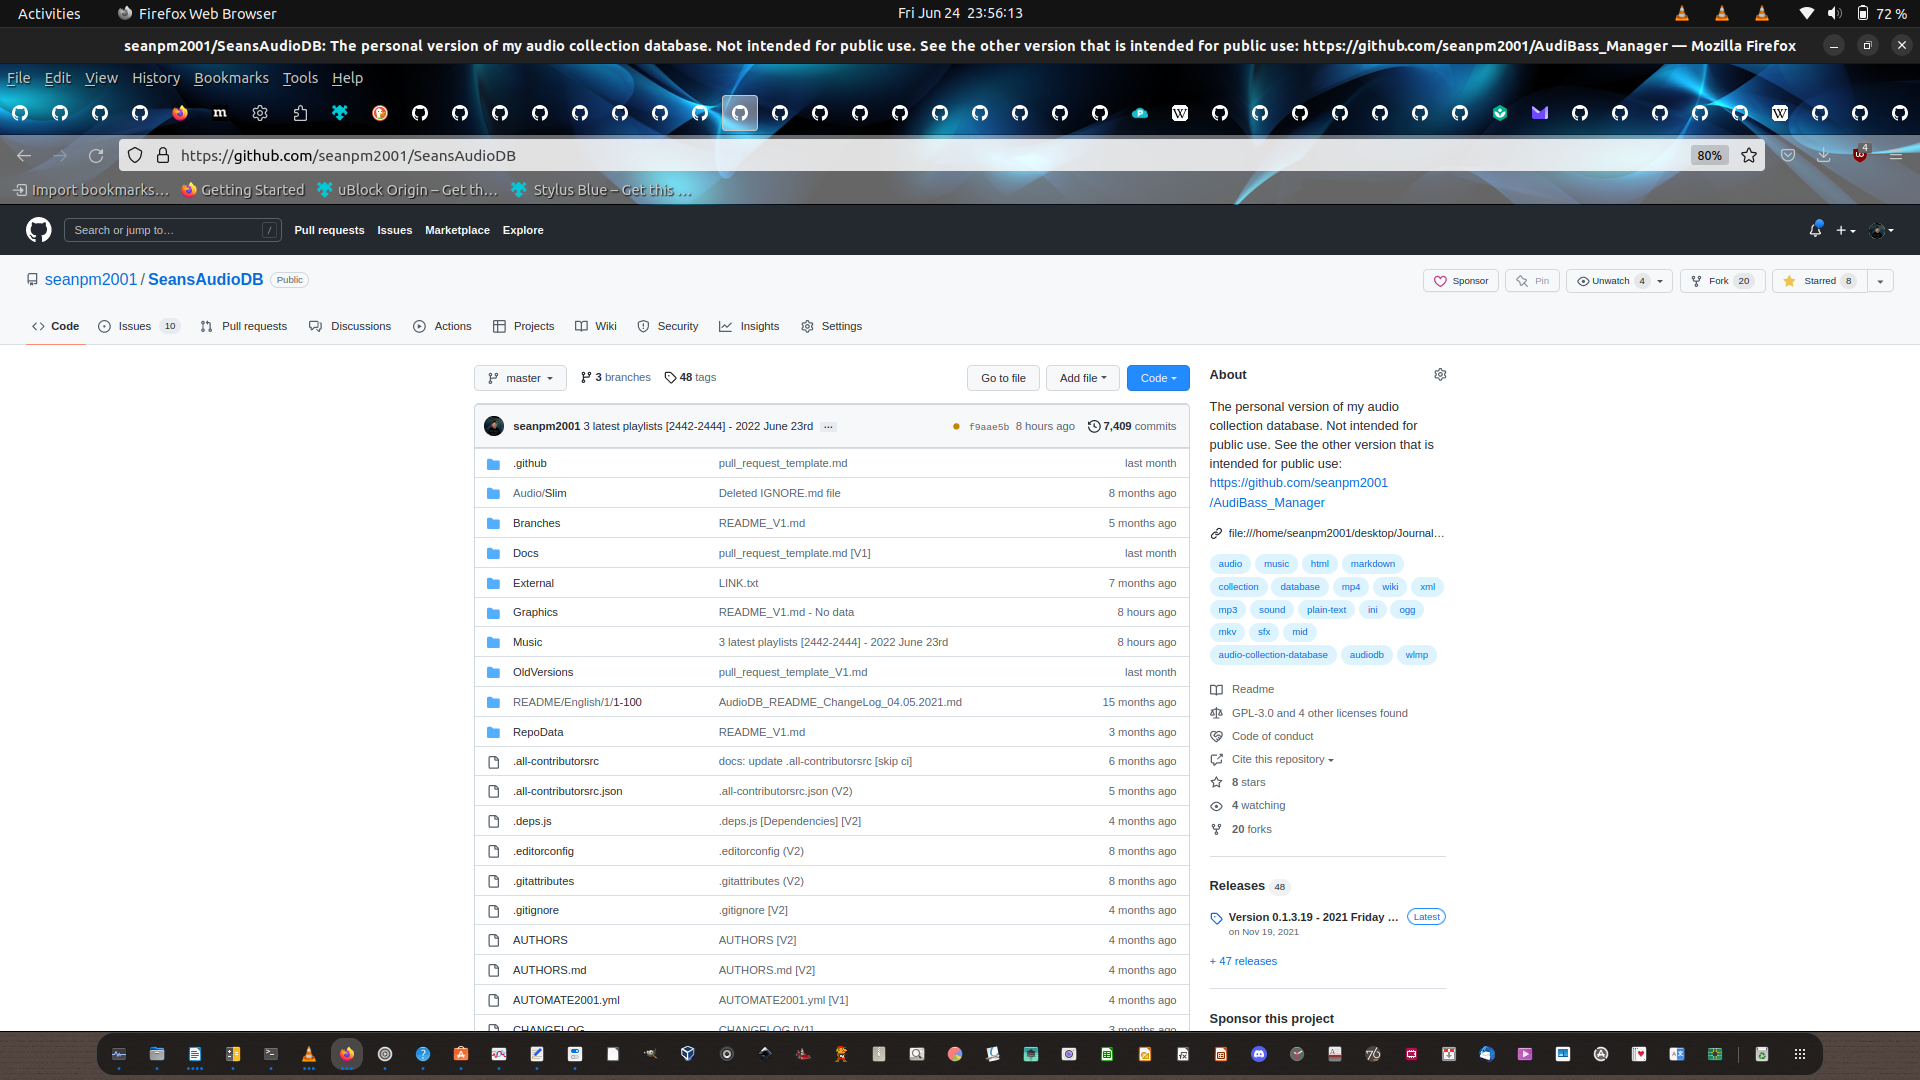 Activities
Firefox Web Browser
Fri Jun 24 23:56:13
72 %
seanpm2001/SeansAudioDB: The personal version of my audio collection database. Not intended for public use. See the other version that is intended for public use: https://github.com/seanpm2001/AudiBass_Manager — Mozilla Firefox
File Edit View History Bookmarks Tools Help
https://github.com/seanpm2001/SeansAudioDB
80%
4
Import bookmarks… Getting Started uBlock Origin – Get th… Stylus Blue – Get this …
Search or jump to… /
Pull requests Issues Marketplace Explore
seanpm2001 / SeansAudioDB Public
Sponsor Pin Unwatch 4 Fork 20 Starred 8
Code Issues 10 Pull requests Discussions Actions Projects Wiki Security Insights Settings
master 3 branches 48 tags Go to file Add file Code
seanpm2001 3 latest playlists [2442-2444] - 2022 June 23rd … f9aae5b 8 hours ago 7,409 commits
.github pull_request_template.md last month
Audio/Slim Deleted IGNORE.md file 8 months ago
Branches README_V1.md 5 months ago
Docs pull_request_template.md [V1] last month
External LINK.txt 7 months ago
Graphics README_V1.md - No data 8 hours ago
Music 3 latest playlists [2442-2444] - 2022 June 23rd 8 hours ago
OldVersions pull_request_template_V1.md last month
README/English/1/1-100 AudioDB_README_ChangeLog_04.05.2021.md 15 months ago
RepoData README_V1.md 3 months ago
.all-contributorsrc docs: update .all-contributorsrc [skip ci] 6 months ago
.all-contributorsrc.json .all-contributorsrc.json (V2) 5 months ago
.deps.js .deps.js [Dependencies] [V2] 4 months ago
.editorconfig .editorconfig (V2) 8 months ago
.gitattributes .gitattributes (V2) 8 months ago
.gitignore .gitignore [V2] 4 months ago
AUTHORS AUTHORS [V2] 4 months ago
AUTHORS.md AUTHORS.md [V2] 4 months ago
AUTOMATE2001.yml AUTOMATE2001.yml [V1] 4 months ago
CHANGELOG CHANGELOG [V1] 3 months ago
About
The personal version of my audio
collection database. Not intended for
public use. See the other version that is
intended for public use:
https://github.com/seanpm2001
/AudiBass_Manager
file:///home/seanpm2001/desktop/Journal…
audio music html markdown
collection database mp4 wiki xml
mp3 sound plain-text ini ogg
mkv sfx mid
audio-collection-database audiodb wlmp
Readme
GPL-3.0 and 4 other licenses found
Code of conduct
Cite this repository
8 stars
4 watching
20 forks
Releases 48
Version 0.1.3.19 - 2021 Friday … Latest
on Nov 19, 2021
+ 47 releases
Sponsor this project